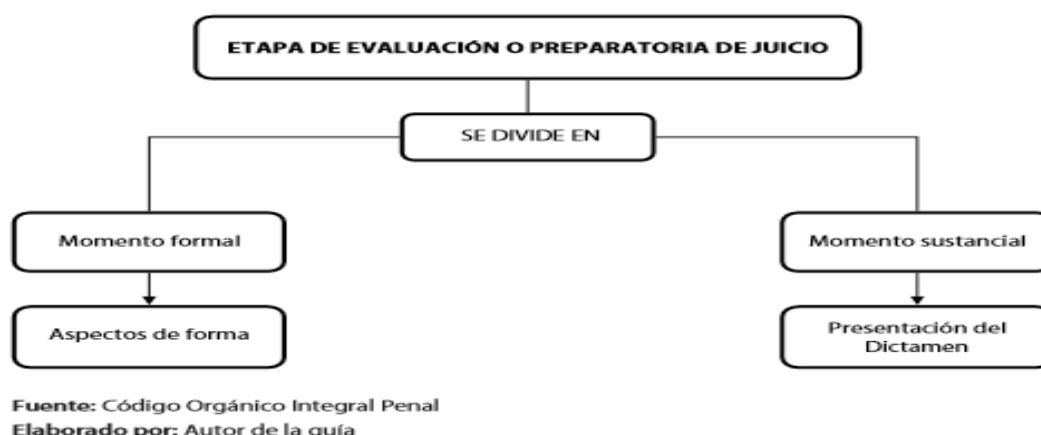 ETAPA DE EVALUACIÓN O PREPARATORIA DE JUICIO
SE DIVIDE EN
Momento formal
Momento sustancial
Aspectos de forma
Presentación del
Dictamen
Fuente: Código Orgánico Integral Penal
Elaborado por: Autor de la guía